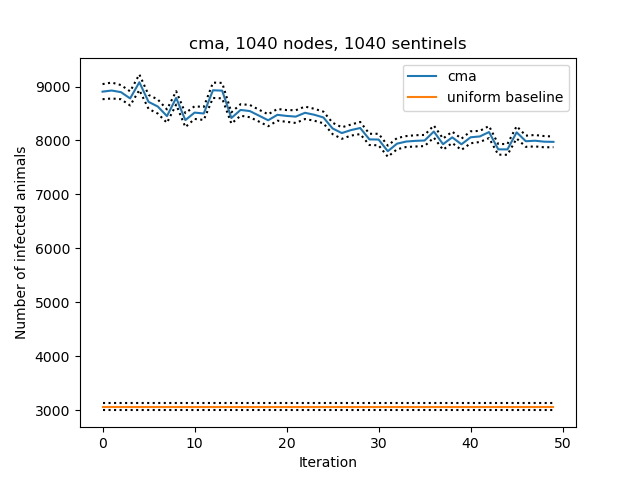 cma, 1040 nodes, 1040 sentinels
cma
uniform baseline
Number of infected animals
9000
8000
7000
6000
5000
4000
3000
0 10 20 30 40 50
Iteration